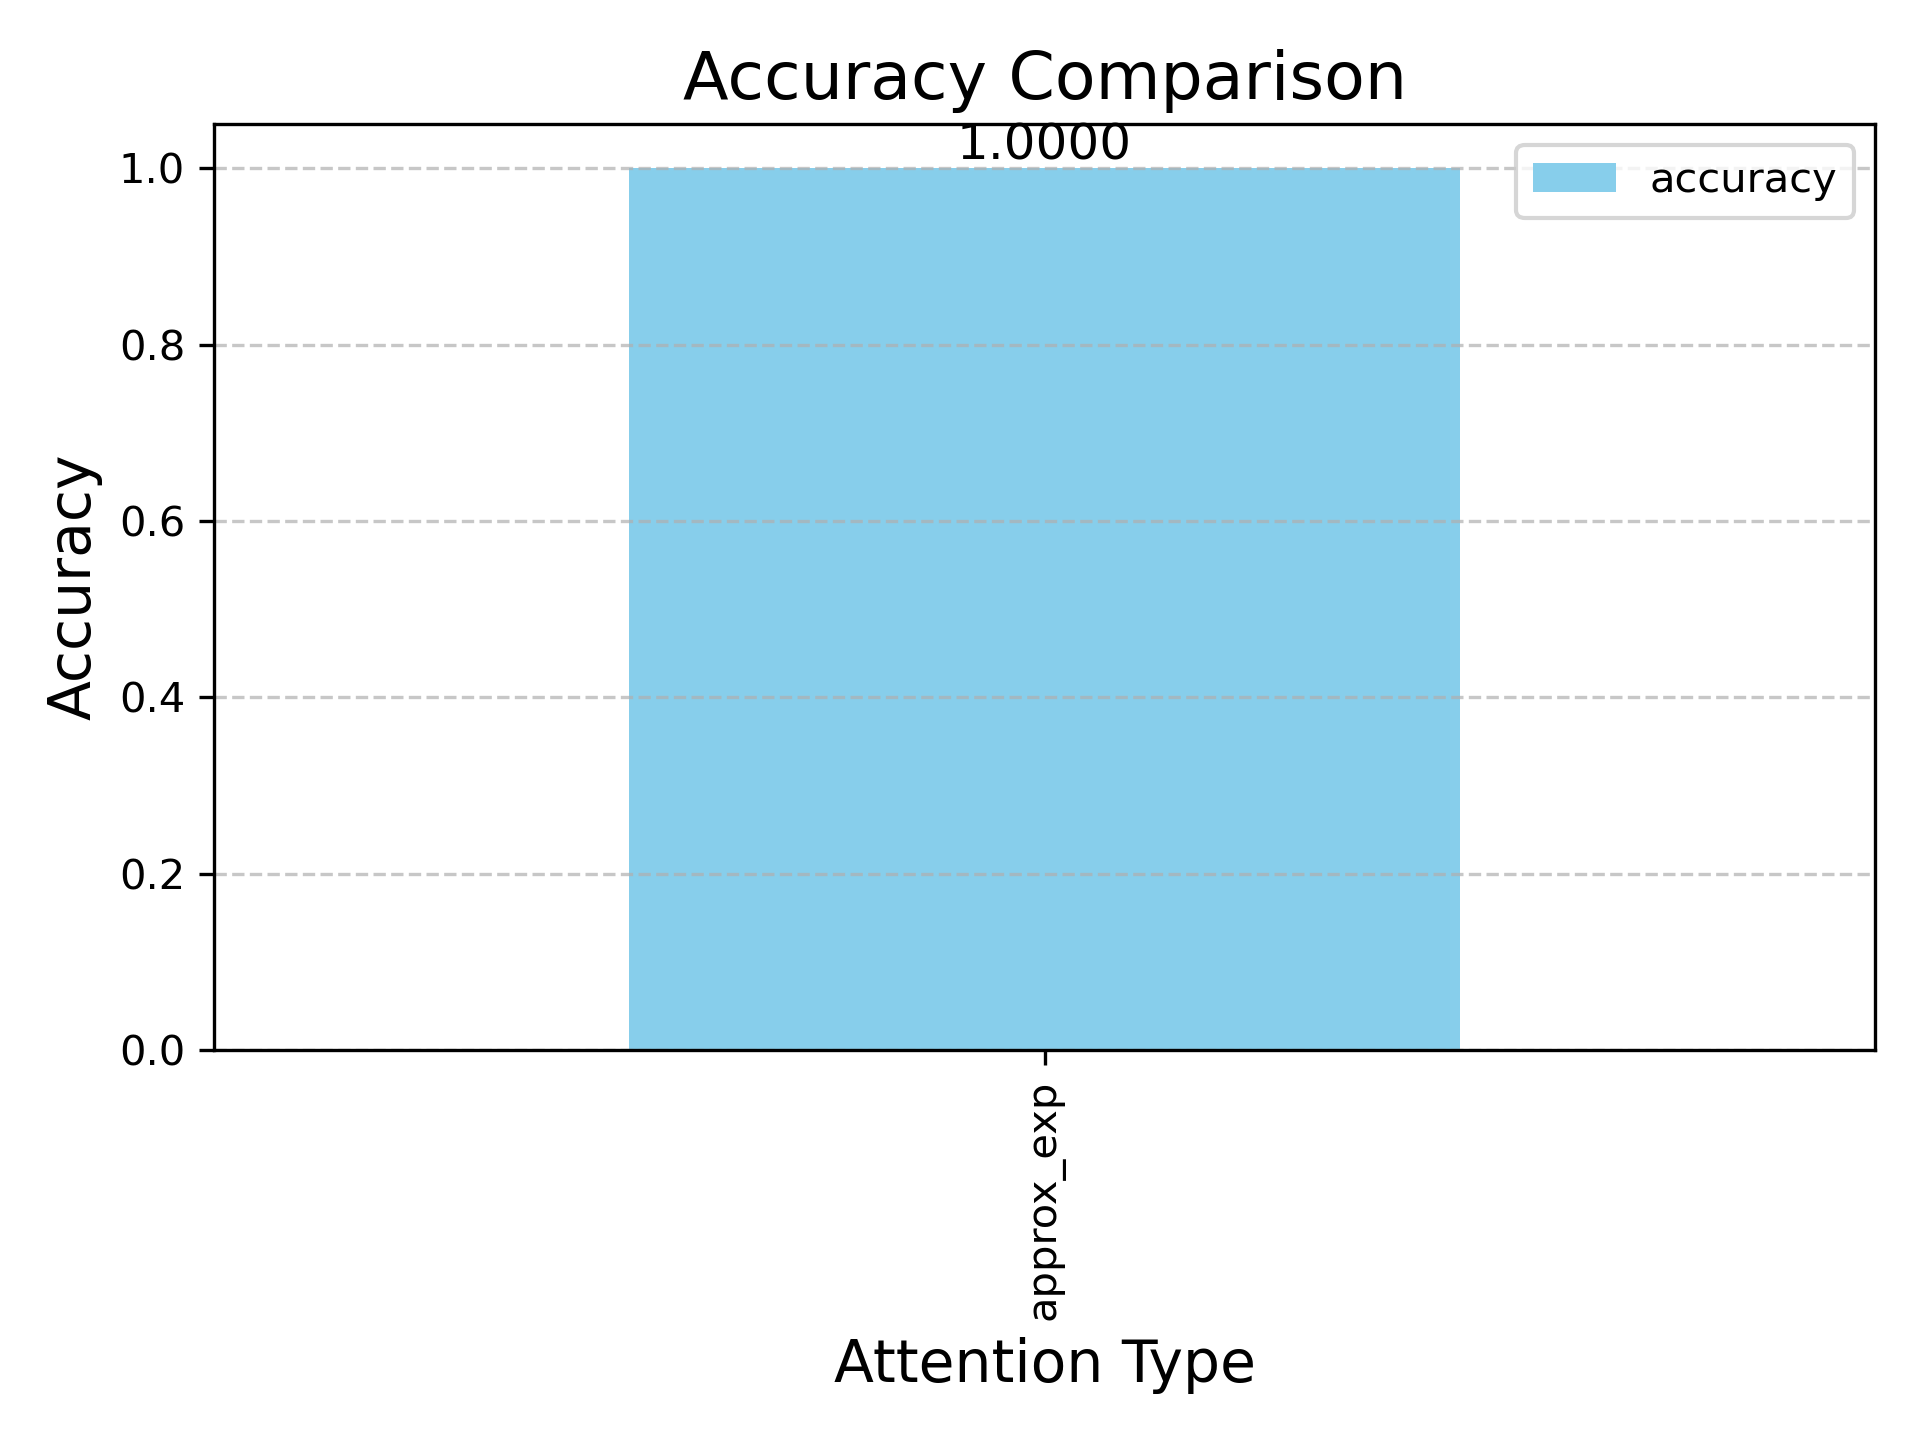 Accuracy Comparison
1.0000
accuracy
1.0
0.8
0.6
0.4
0.2
0.0
Accuracy
approx_exp
Attention Type